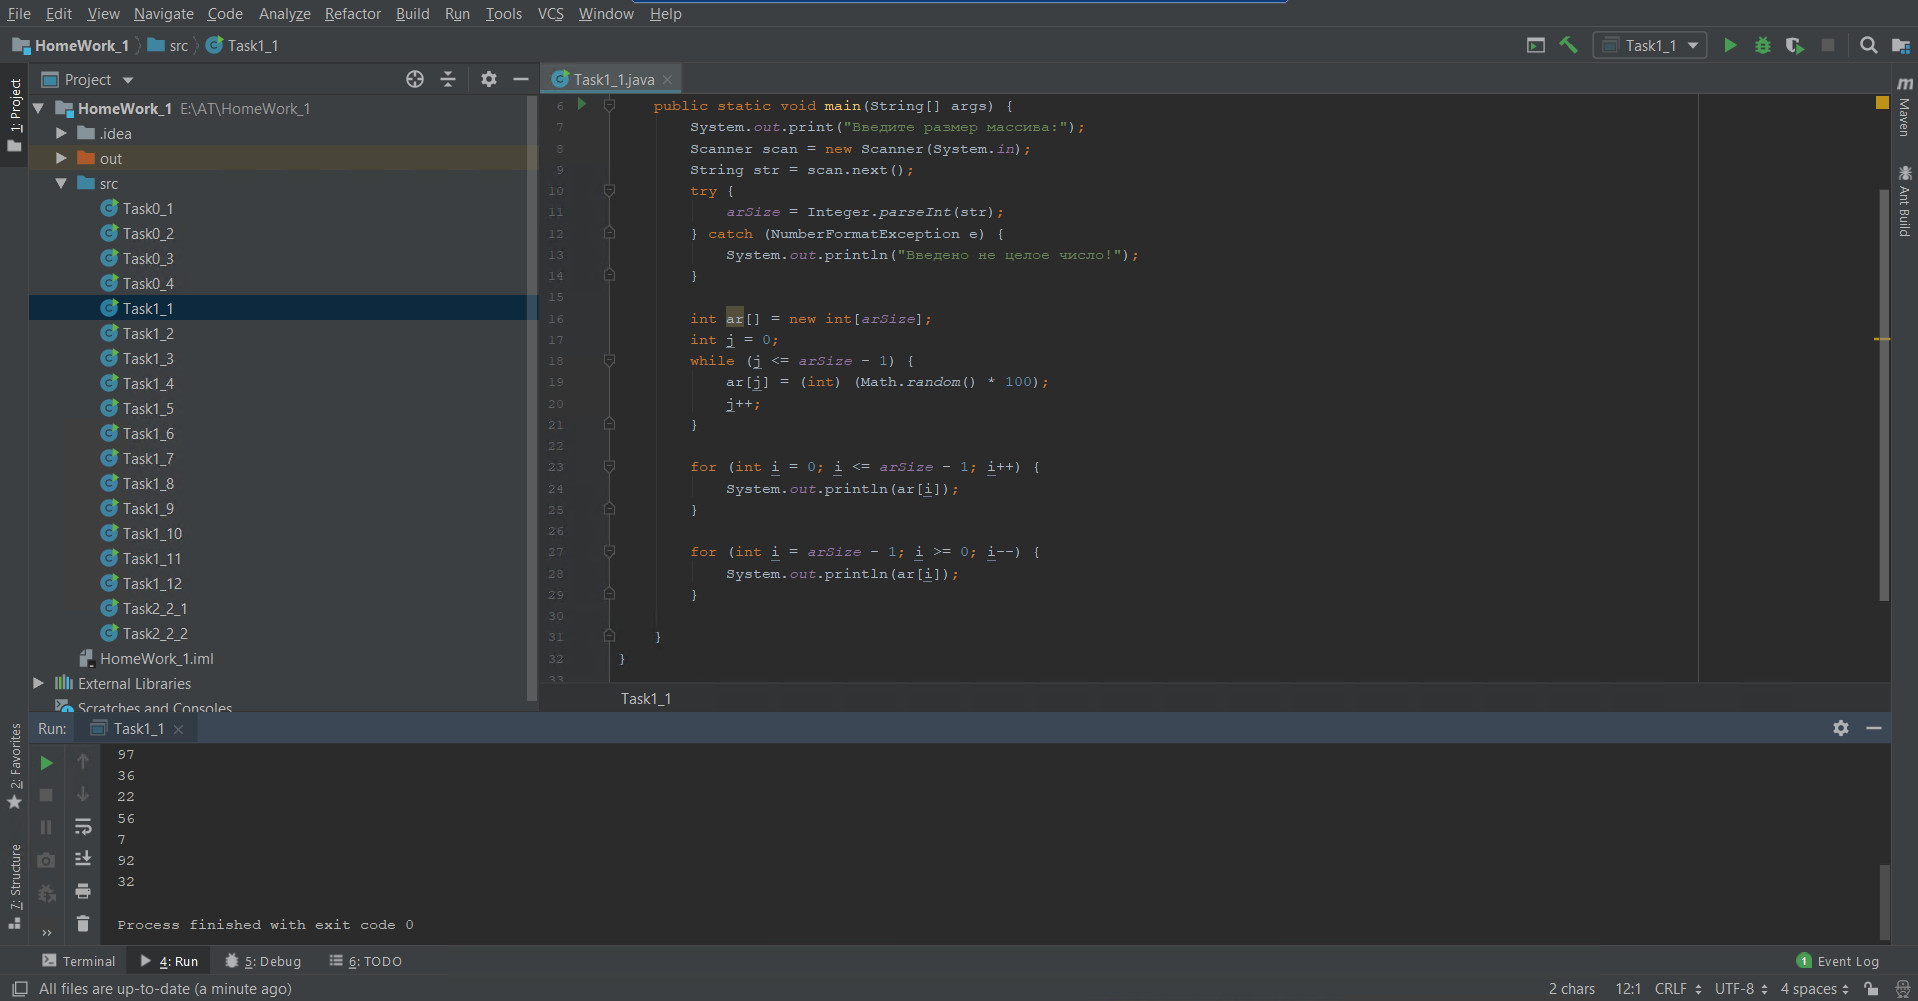 File Edit View Navigate Code Analyze Refactor Build Run Tools VCS Window Help
HomeWork_1 src Task1_1
Task1_1
Project
Task1_1.java
1: Project
HomeWork_1 E:\AT\HomeWork_1
.idea
out
src
Task0_1
Task0_2
Task0_3
Task0_4
Task1_1
Task1_2
Task1_3
Task1_4
Task1_5
Task1_6
Task1_7
Task1_8
Task1_9
Task1_10
Task1_11
Task1_12
Task2_2_1
Task2_2_2
HomeWork_1.iml
External Libraries
Scratches and Consoles
6 public static void main(String[] args) {
7 System.out.print("Введите размер массива:");
8 Scanner scan = new Scanner(System.in);
9 String str = scan.next();
10 try {
11 arSize = Integer.parseInt(str);
12 } catch (NumberFormatException e) {
13 System.out.println("Введено не целое число!");
14 }
15
16 int ar[] = new int[arSize];
17 int j = 0;
18 while (j <= arSize - 1) {
19 ar[j] = (int) (Math.random() * 100);
20 j++;
21 }
22
23 for (int i = 0; i <= arSize - 1; i++) {
24 System.out.println(ar[i]);
25 }
26
27 for (int i = arSize - 1; i >= 0; i--) {
28 System.out.println(ar[i]);
29 }
30
31 }
32 }
33
Task1_1
m Maven
Ant Build
Run: Task1_1
97
36
22
56
7
92
32
Process finished with exit code 0
2: Favorites
7: Structure
Terminal 4: Run 5: Debug 6: TODO
1 Event Log
All files are up-to-date (a minute ago)
2 chars 12:1 CRLF UTF-8 4 spaces